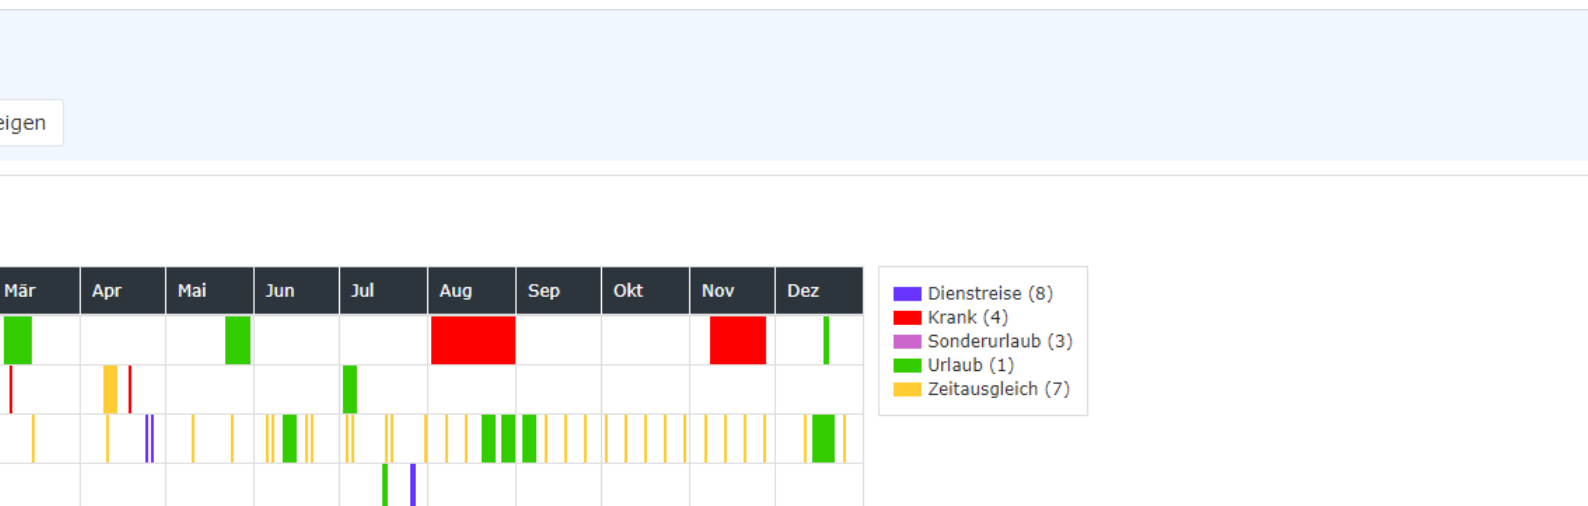 eigen
Mär Apr Mai Jun Jul Aug Sep Okt Nov Dez
Dienstreise (8)
Krank (4)
Sonderurlaub (3)
Urlaub (1)
Zeitausgleich (7)